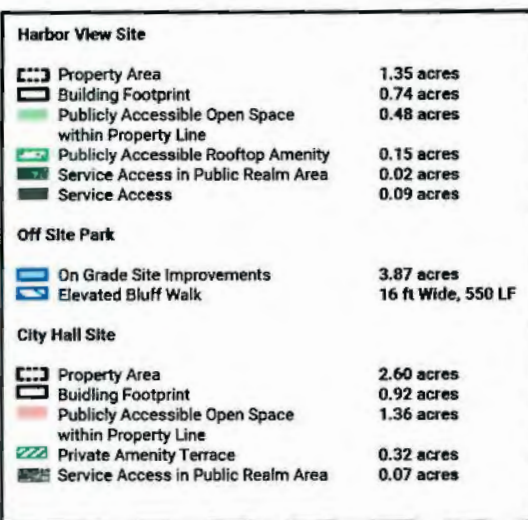 Harbor View Site
Property Area 1.35 acres
Building Footprint 0.74 acres
Publicly Accessible Open Space 0.48 acres
within Property Line
Publicly Accessible Rooftop Amenity 0.15 acres
Service Access in Public Realm Area 0.02 acres
Service Access 0.09 acres
Off Site Park
On Grade Site Improvements 3.87 acres
Elevated Bluff Walk 16 ft Wide, 550 LF
City Hall Site
Property Area 2.60 acres
Buidling Footprint 0.92 acres
Publicly Accessible Open Space 1.36 acres
within Property Line
Private Amenity Terrace 0.32 acres
Service Access in Public Realm Area 0.07 acres